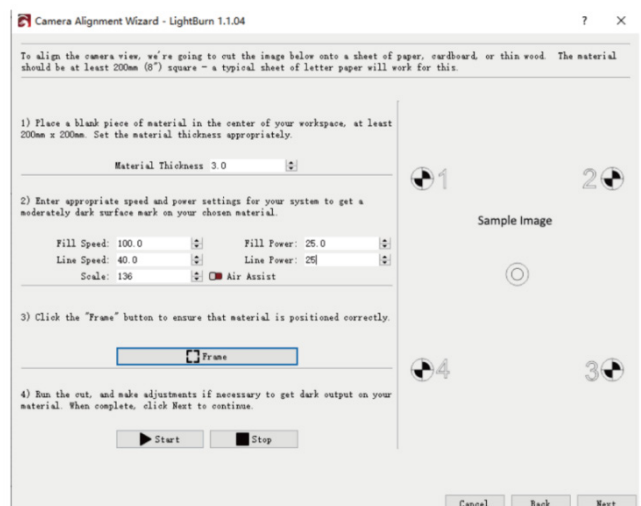 Camera Alignment Wizard - LightBurn 1.1.04
? ×
To align the camera view, we're going to cut the image below onto a sheet of paper, cardboard, or thin wood. The material
should be at least 200mm (8") square - a typical sheet of letter paper will work for this.
1) Place a blank piece of material in the center of your workspace, at least
200mm x 200mm. Set the material thickness appropriately.
Material Thickness 3.0
2) Enter appropriate speed and power settings for your system to get a
moderately dark surface mark on your chosen material.
Fill Speed: 100.0 Fill Power: 25.0
Line Speed: 40.0 Line Power: 25
Scale: 136 Air Assist
3) Click the "Frame" button to ensure that material is positioned correctly.
Frame
4) Run the cut, and make adjustments if necessary to get dark output on your
material. When complete, click Next to continue.
Start Stop
1 2
Sample Image
4 3
Cancel Back Next